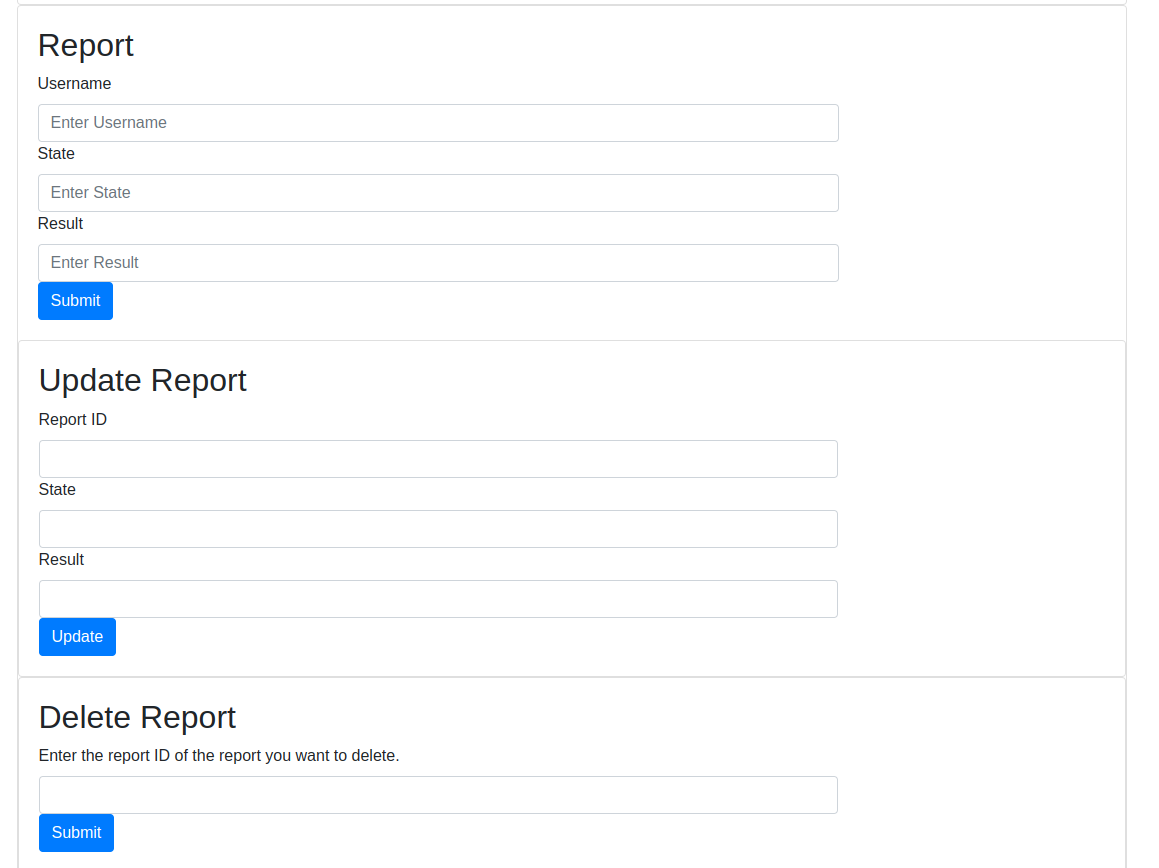 Report
Username
Enter Username
State
Enter State
Result
Enter Result
Submit
Update Report
Report ID
State
Result
Update
Delete Report
Enter the report ID of the report you want to delete.
Submit